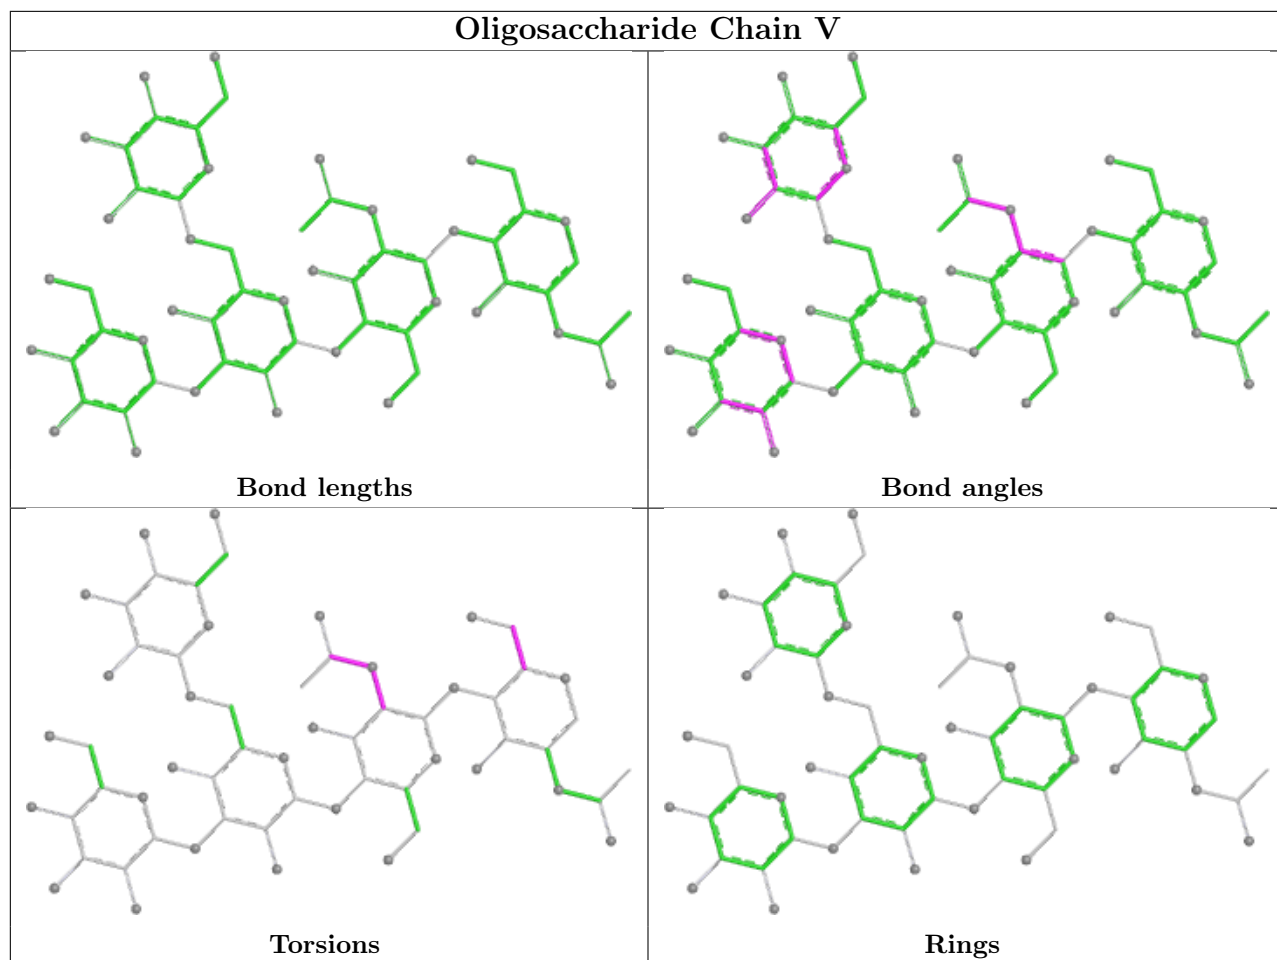 Oligosaccharide Chain V
Bond lengths
Bond angles
Torsions
Rings